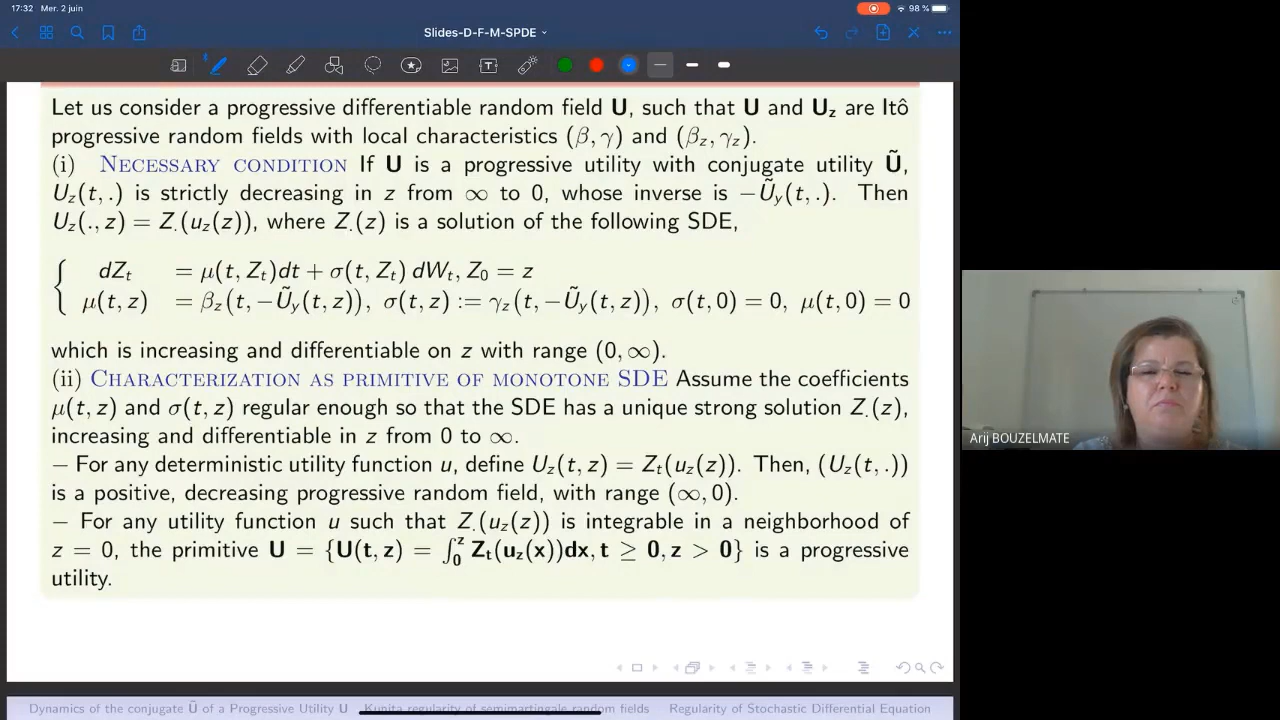 17:32 Mer. 2 juin
98 %
Slides-D-F-M-SPDE
Let us consider a progressive differentiable random field U, such that U and U_z are Itô
progressive random fields with local characteristics (β, γ) and (β_z, γ_z).
(i) NECESSARY CONDITION If U is a progressive utility with conjugate utility Ũ,
U_z(t, .) is strictly decreasing in z from ∞ to 0, whose inverse is −Ũ_y(t, .). Then
U_z(., z) = Z_.(u_z(z)), where Z_.(z) is a solution of the following SDE,
{ dZ_t = μ(t, Z_t)dt + σ(t, Z_t) dW_t, Z_0 = z
μ(t, z) = β_z(t, −Ũ_y(t, z)), σ(t, z) := γ_z(t, −Ũ_y(t, z)), σ(t, 0) = 0, μ(t, 0) = 0
which is increasing and differentiable on z with range (0, ∞).
(ii) CHARACTERIZATION AS PRIMITIVE OF MONOTONE SDE Assume the coefficients
μ(t, z) and σ(t, z) regular enough so that the SDE has a unique strong solution Z_.(z),
increasing and differentiable in z from 0 to ∞.
− For any deterministic utility function u, define U_z(t, z) = Z_t(u_z(z)). Then, (U_z(t, .))
is a positive, decreasing progressive random field, with range (∞, 0).
− For any utility function u such that Z_.(u_z(z)) is integrable in a neighborhood of
z = 0, the primitive U = {U(t, z) = ∫_0^z Z_t(u_z(x))dx, t ≥ 0, z > 0} is a progressive
utility.
Dynamics of the conjugate Ũ of a Progressive Utility U Kunita regularity of semimartingale random fields Regularity of Stochastic Differential Equation
Arij BOUZELMATE